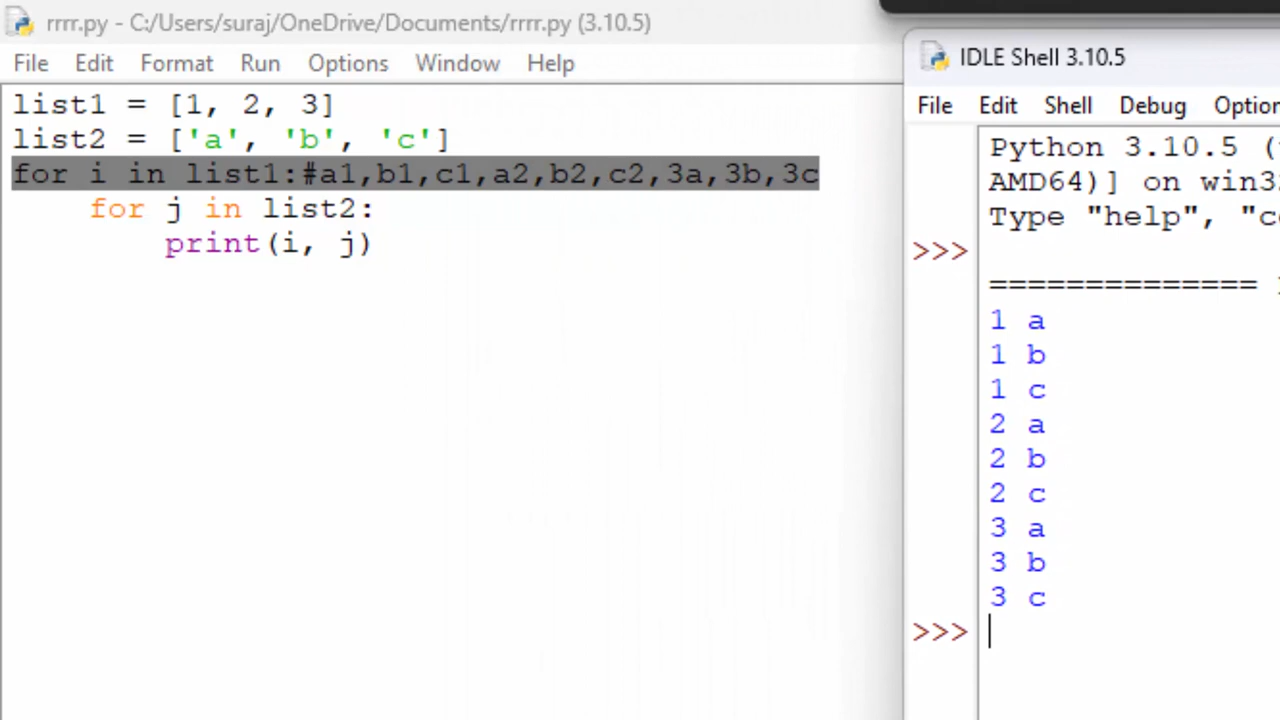 rrrr.py - C:/Users/suraj/OneDrive/Documents/rrrr.py (3.10.5)
File Edit Format Run Options Window Help
list1 = [1, 2, 3]
list2 = ['a', 'b', 'c']
for i in list1:#a1,b1,c1,a2,b2,c2,3a,3b,3c
    for j in list2:
        print(i, j)
IDLE Shell 3.10.5
File Edit Shell Debug Option
Python 3.10.5 (
AMD64)] on win3
Type "help", "c
>>>
==============
1 a
1 b
1 c
2 a
2 b
2 c
3 a
3 b
3 c
>>>